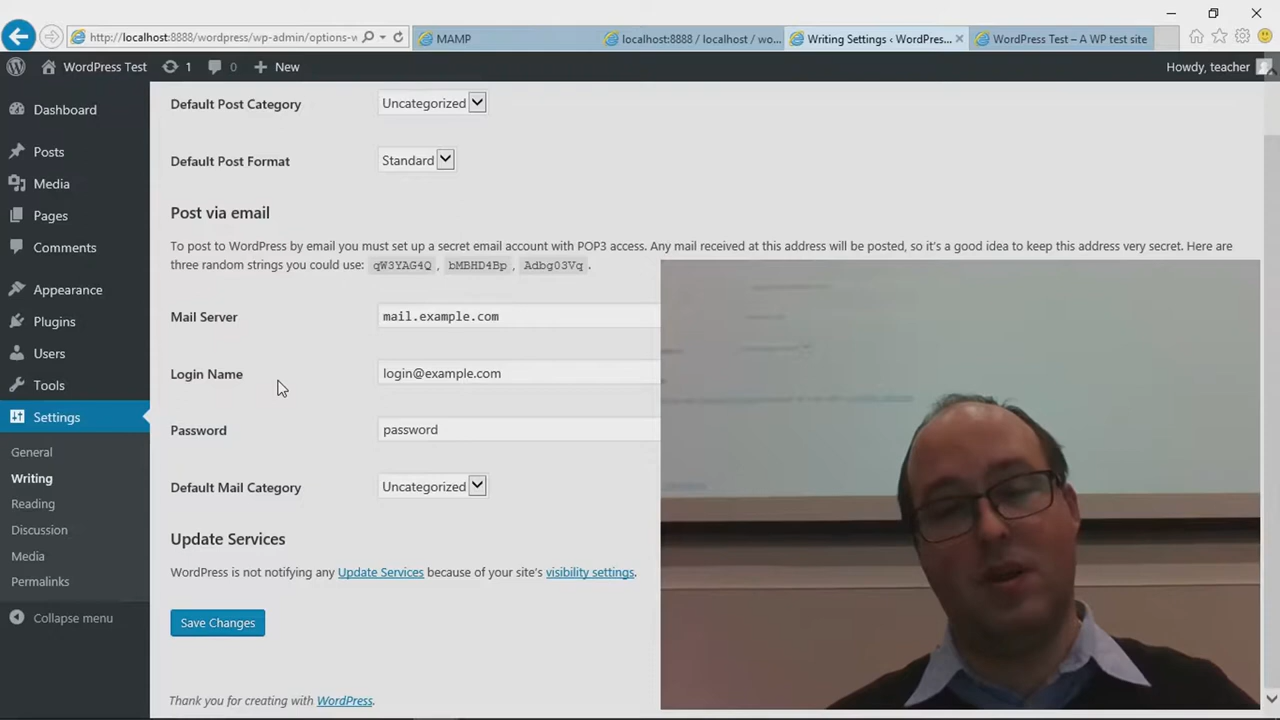 http://localhost:8888/wordpress/wp-admin/options-w
MAMP
localhost:8888 / localhost / wo...
Writing Settings ‹ WordPres...
WordPress Test – A WP test site
WordPress Test
1
0
New
Howdy, teacher
Dashboard
Posts
Media
Pages
Comments
Appearance
Plugins
Users
Tools
Settings
General
Writing
Reading
Discussion
Media
Permalinks
Collapse menu
Default Post Category
Uncategorized
Default Post Format
Standard
Post via email
To post to WordPress by email you must set up a secret email account with POP3 access. Any mail received at this address will be posted, so it's a good idea to keep this address very secret. Here are
three random strings you could use: qW3YAG4Q , bMBHD4Bp , Adbg03Vq .
Mail Server
mail.example.com
Login Name
login@example.com
Password
password
Default Mail Category
Uncategorized
Update Services
WordPress is not notifying any Update Services because of your site's visibility settings.
Save Changes
Thank you for creating with WordPress.